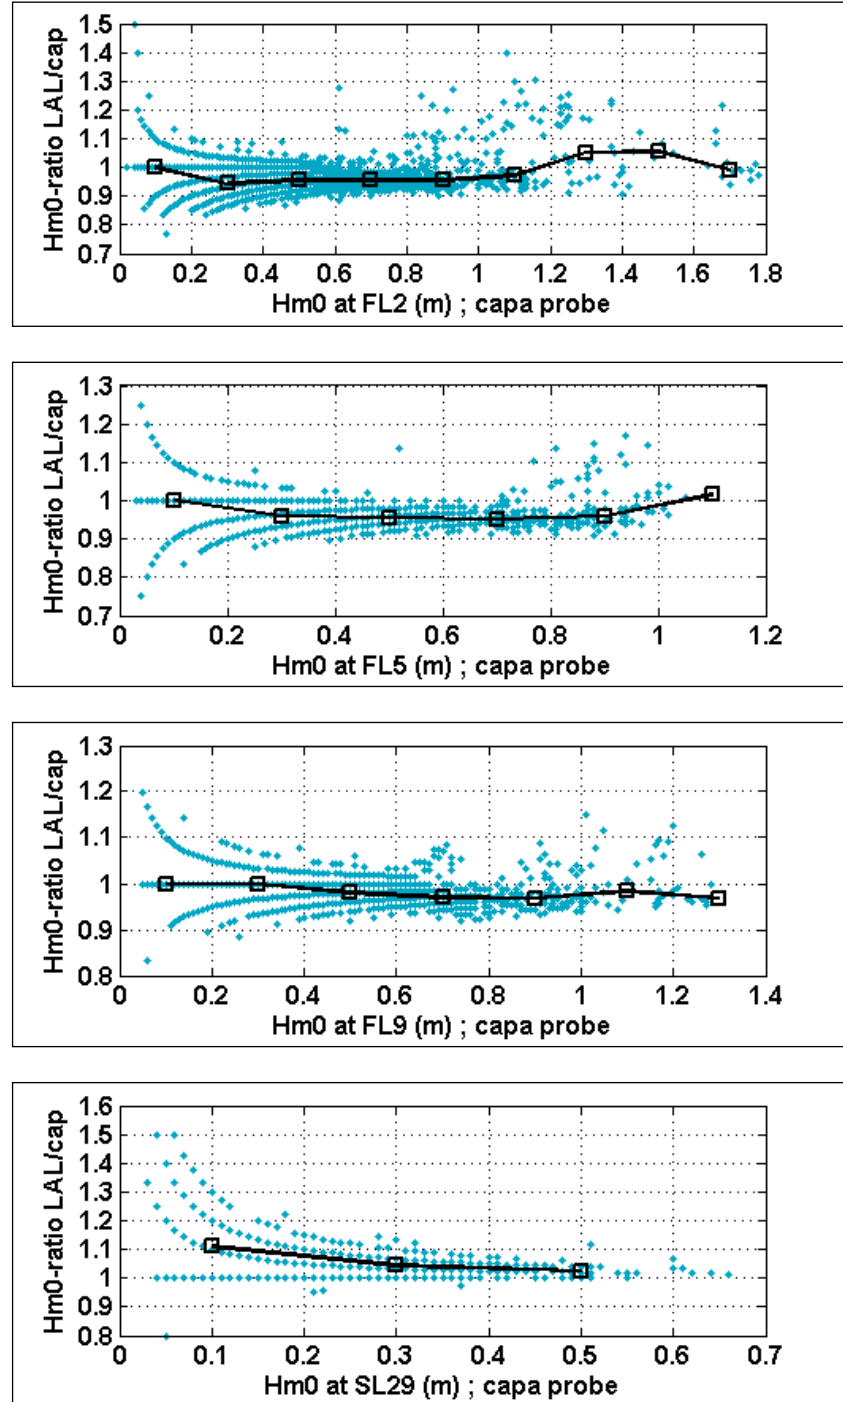 Hm0-ratio LAL/cap
1.5
1.4
1.3
1.2
1.1
1
0.9
0.8
0.7
0 0.2 0.4 0.6 0.8 1 1.2 1.4 1.6 1.8
Hm0 at FL2 (m) ; capa probe
Hm0-ratio LAL/cap
1.3
1.2
1.1
1
0.9
0.8
0.7
0 0.2 0.4 0.6 0.8 1 1.2
Hm0 at FL5 (m) ; capa probe
Hm0-ratio LAL/cap
1.3
1.2
1.1
1
0.9
0.8
0 0.2 0.4 0.6 0.8 1 1.2 1.4
Hm0 at FL9 (m) ; capa probe
Hm0-ratio LAL/cap
1.6
1.5
1.4
1.3
1.2
1.1
1
0.9
0.8
0 0.1 0.2 0.3 0.4 0.5 0.6 0.7
Hm0 at SL29 (m) ; capa probe